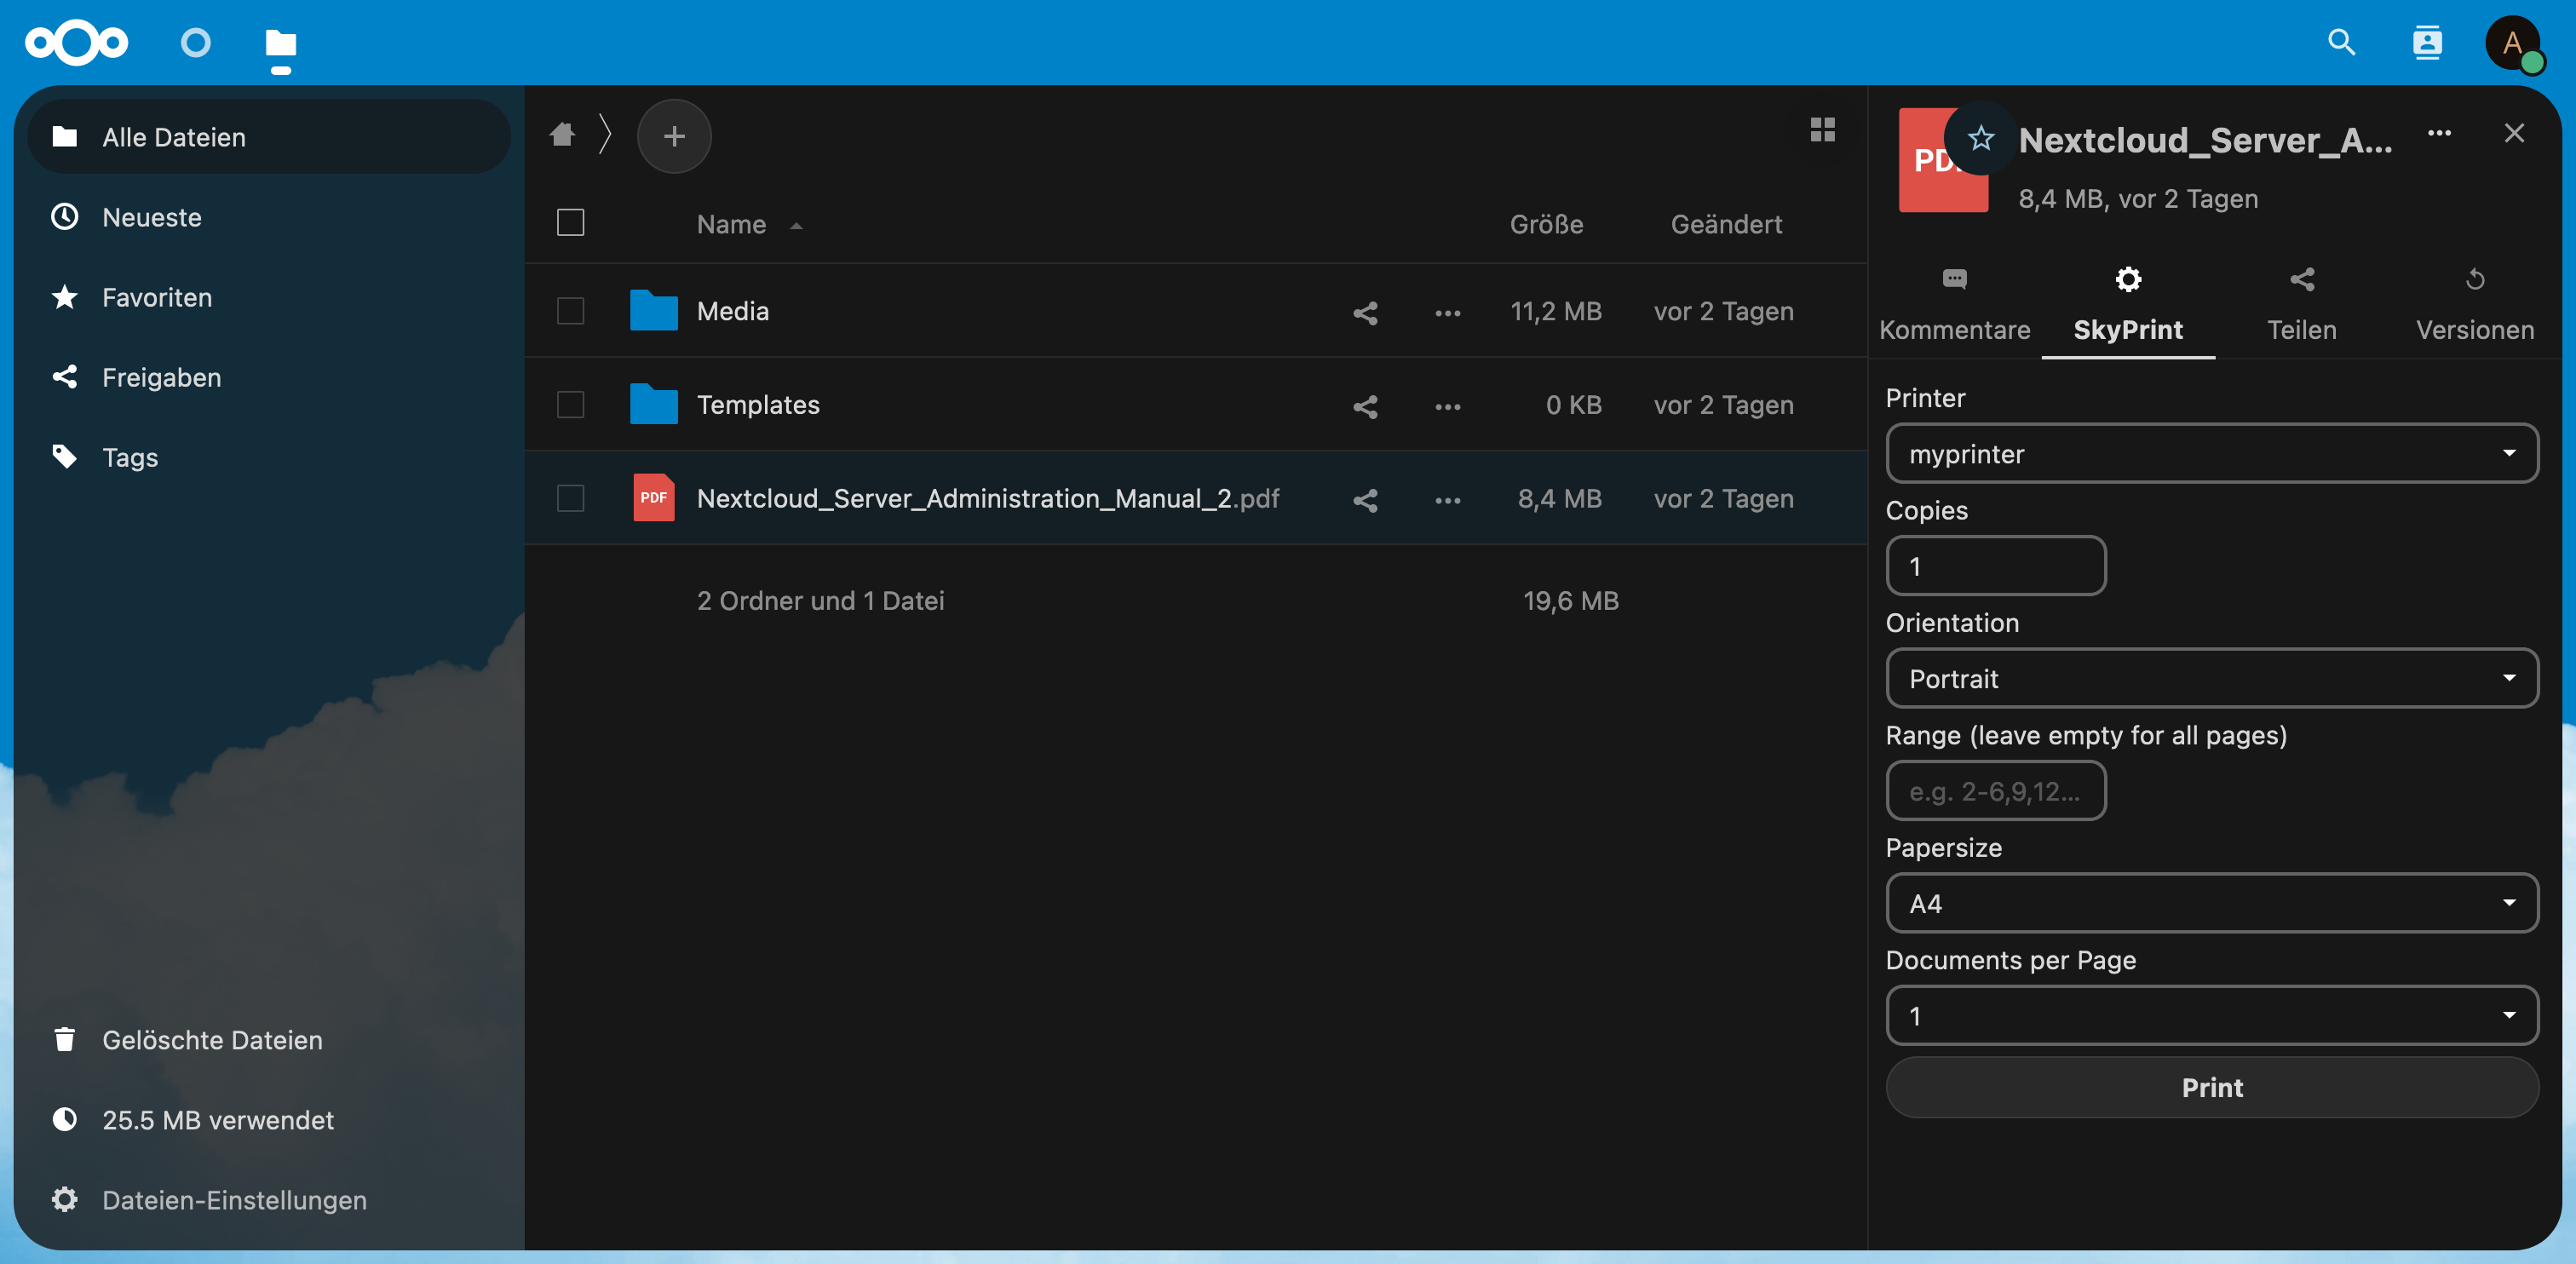 A
Alle Dateien
Neueste
Favoriten
Freigaben
Tags
Gelöschte Dateien
25.5 MB verwendet
Dateien-Einstellungen
Name Größe Geändert
Media 11,2 MB vor 2 Tagen
Templates 0 KB vor 2 Tagen
PDF Nextcloud_Server_Administration_Manual_2.pdf 8,4 MB vor 2 Tagen
2 Ordner und 1 Datei 19,6 MB
Nextcloud_Server_A...
8,4 MB, vor 2 Tagen
Kommentare SkyPrint Teilen Versionen
Printer
myprinter
Copies
1
Orientation
Portrait
Range (leave empty for all pages)
e.g. 2-6,9,12...
Papersize
A4
Documents per Page
1
Print